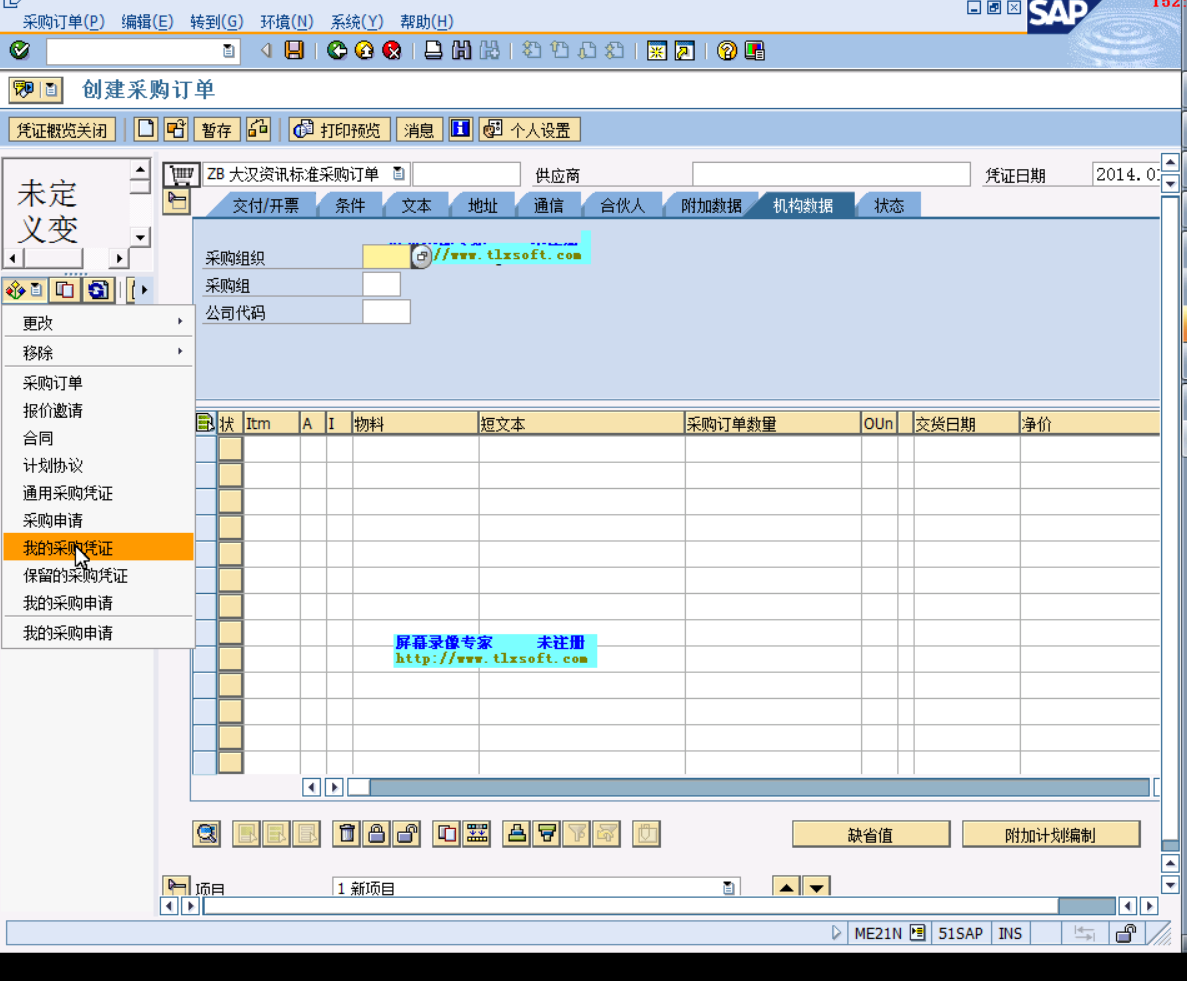 152
采购订单(P) 编辑(E) 转到(G) 环境(N) 系统(Y) 帮助(H)
SAP
创建采购订单
凭证概览关闭 暂存 打印预览 消息 个人设置
未定
义变
ZB 大汉资讯标准采购订单 供应商 凭证日期 2014.0
交付/开票 条件 文本 地址 通信 合伙人 附加数据 机构数据 状态
采购组织
//www.tlxsoft.com
采购组
公司代码
更改
移除
采购订单
报价邀请
合同
计划协议
通用采购凭证
采购申请
我的采购凭证
保留的采购凭证
我的采购申请
我的采购申请
状 Itm A I 物料 短文本 采购订单数量 OUn 交货日期 净价
屏幕录像专家 未注册
http://www.tlxsoft.com
缺省值 附加计划编制
项目 1 新项目
ME21N 51SAP INS